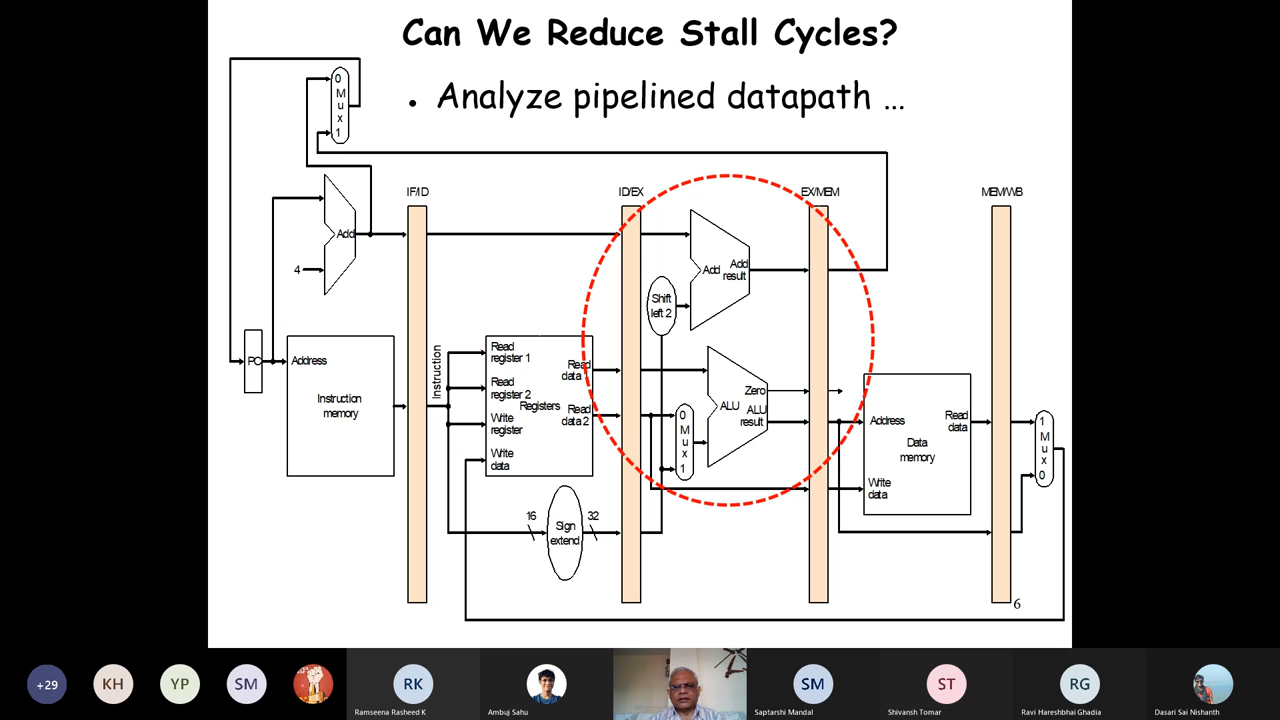 Can We Reduce Stall Cycles?
• Analyze pipelined datapath ...
0
M
u
x
1
IF/ID
ID/EX
EX/MEM
MEM/WB
Add
4
Add
Add
result
Shift
left 2
PC
Address
Instruction
memory
Instruction
Read
register 1
Read
register 2
Write
register
Write
data
Registers
Read
data 1
Read
data 2
0
M
u
x
1
Zero
ALU
ALU
result
Address
Read
data
Data
memory
Write
data
1
M
u
x
0
16
Sign
extend
32
6
+29
KH
YP
SM
RK
SM
ST
RG
Ramseena Rasheed K
Ambuj Sahu
Saptarshi Mandal
Shivansh Tomar
Ravi Hareshbhai Ghadia
Dasari Sai Nishanth